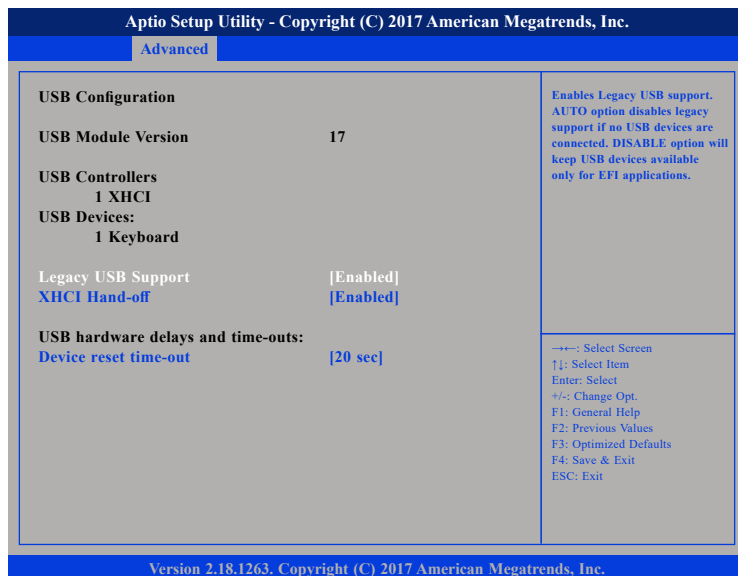 Aptio Setup Utility - Copyright (C) 2017 American Megatrends, Inc.
Advanced
USB Configuration
USB Module Version 17
USB Controllers
1 XHCI
USB Devices:
1 Keyboard
Legacy USB Support [Enabled]
XHCI Hand-off [Enabled]
USB hardware delays and time-outs:
Device reset time-out [20 sec]
Enables Legacy USB support.
AUTO option disables legacy
support if no USB devices are
connected. DISABLE option will
keep USB devices available
only for EFI applications.
→←: Select Screen
↑↓: Select Item
Enter: Select
+/-: Change Opt.
F1: General Help
F2: Previous Values
F3: Optimized Defaults
F4: Save & Exit
ESC: Exit
Version 2.18.1263. Copyright (C) 2017 American Megatrends, Inc.